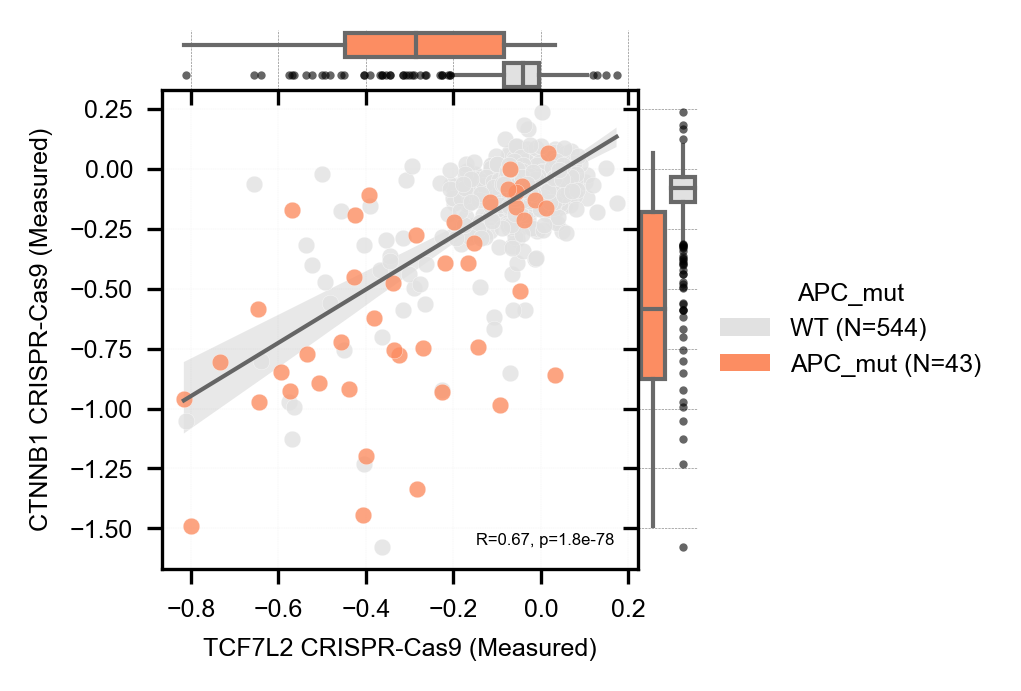 0.25
0.00
−0.25
−0.50
−0.75
−1.00
−1.25
−1.50
CTNNB1 CRISPR-Cas9 (Measured)
R=0.67, p=1.8e-78
−0.8
−0.6
−0.4
−0.2
0.0
0.2
TCF7L2 CRISPR-Cas9 (Measured)
APC_mut
WT (N=544)
APC_mut (N=43)